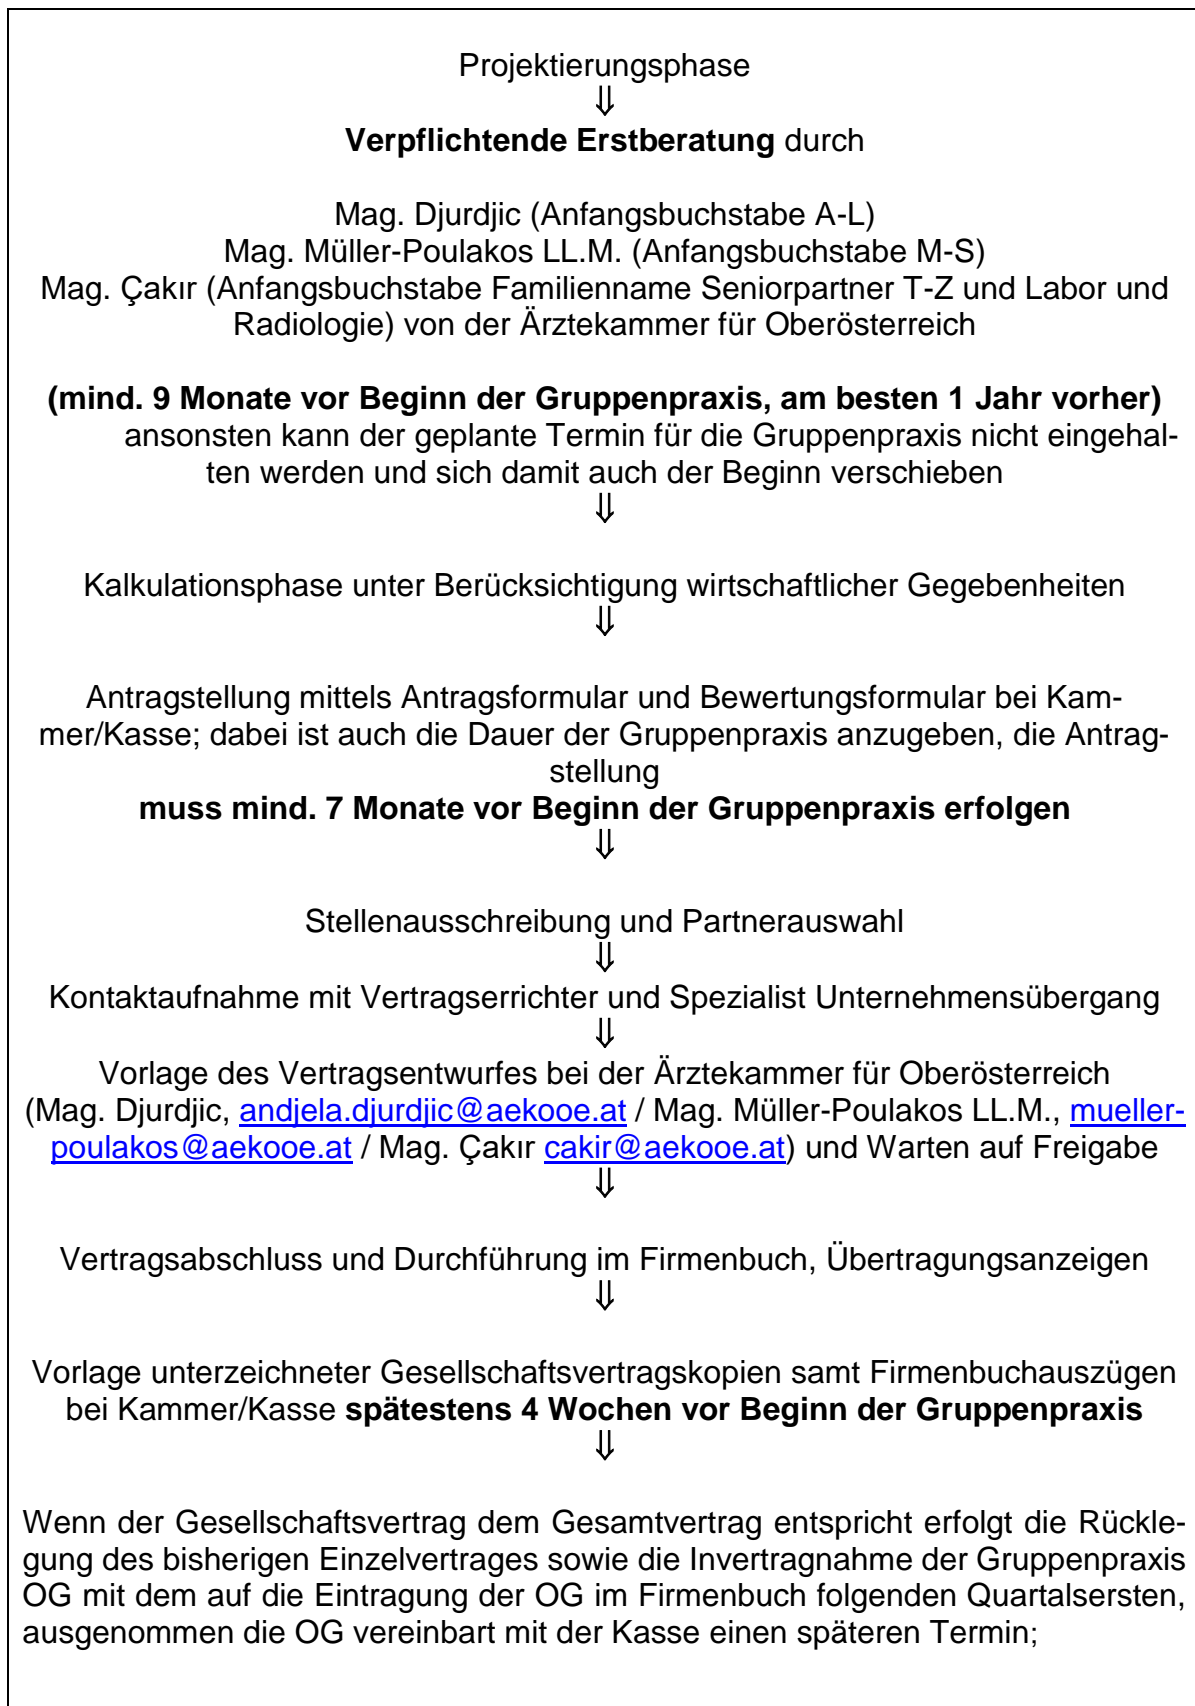 Projektierungsphase
⇓
Verpflichtende Erstberatung durch
Mag. Djurdjic (Anfangsbuchstabe A-L)
Mag. Müller-Poulakos LL.M. (Anfangsbuchstabe M-S)
Mag. Çakır (Anfangsbuchstabe Familienname Seniorpartner T-Z und Labor und
Radiologie) von der Ärztekammer für Oberösterreich
(mind. 9 Monate vor Beginn der Gruppenpraxis, am besten 1 Jahr vorher)
ansonsten kann der geplante Termin für die Gruppenpraxis nicht eingehal-
ten werden und sich damit auch der Beginn verschieben
⇓
Kalkulationsphase unter Berücksichtigung wirtschaftlicher Gegebenheiten
⇓
Antragstellung mittels Antragsformular und Bewertungsformular bei Kam-
mer/Kasse; dabei ist auch die Dauer der Gruppenpraxis anzugeben, die Antrag-
stellung
muss mind. 7 Monate vor Beginn der Gruppenpraxis erfolgen
⇓
Stellenausschreibung und Partnerauswahl
⇓
Kontaktaufnahme mit Vertragserrichter und Spezialist Unternehmensübergang
⇓
Vorlage des Vertragsentwurfes bei der Ärztekammer für Oberösterreich
(Mag. Djurdjic, andjela.djurdjic@aekooe.at / Mag. Müller-Poulakos LL.M., mueller-
poulakos@aekooe.at / Mag. Çakır cakir@aekooe.at) und Warten auf Freigabe
⇓
Vertragsabschluss und Durchführung im Firmenbuch, Übertragungsanzeigen
⇓
Vorlage unterzeichneter Gesellschaftsvertragskopien samt Firmenbuchauszügen
bei Kammer/Kasse spätestens 4 Wochen vor Beginn der Gruppenpraxis
⇓
Wenn der Gesellschaftsvertrag dem Gesamtvertrag entspricht erfolgt die Rückle-
gung des bisherigen Einzelvertrages sowie die Invertragnahme der Gruppenpraxis
OG mit dem auf die Eintragung der OG im Firmenbuch folgenden Quartalsersten,
ausgenommen die OG vereinbart mit der Kasse einen späteren Termin;